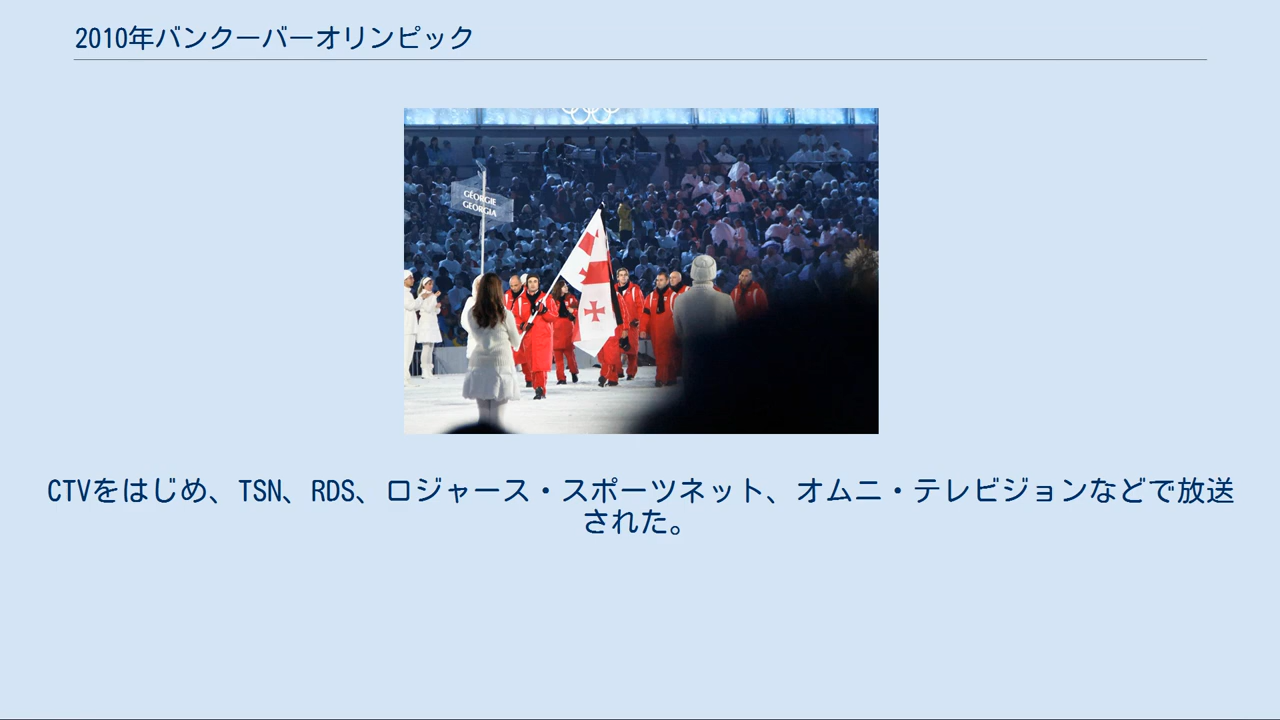 2010年バンクーバーオリンピック
GÉORGIE
GEORGIA
CTVをはじめ、TSN、RDS、ロジャース・スポーツネット、オムニ・テレビジョンなどで放送
された。